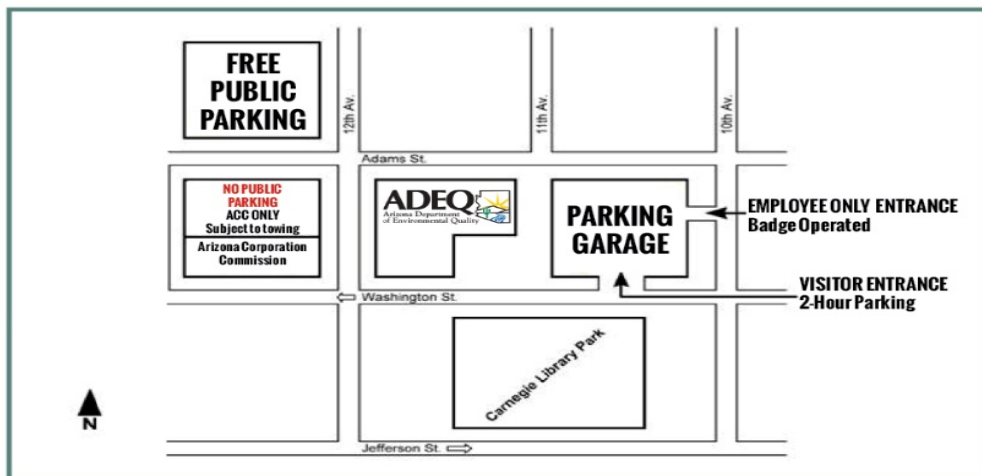 FREE
PUBLIC
PARKING
12th Av.
11th Av.
10th Av.
Adams St.
NO PUBLIC
PARKING
ACC ONLY
Subject to towing
Arizona Corporation
Commission
ADEQ
Arizona Department
of Environmental Quality
PARKING
GARAGE
EMPLOYEE ONLY ENTRANCE
Badge Operated
VISITOR ENTRANCE
2-Hour Parking
Washington St.
Carnegie Library Park
N
Jefferson St.